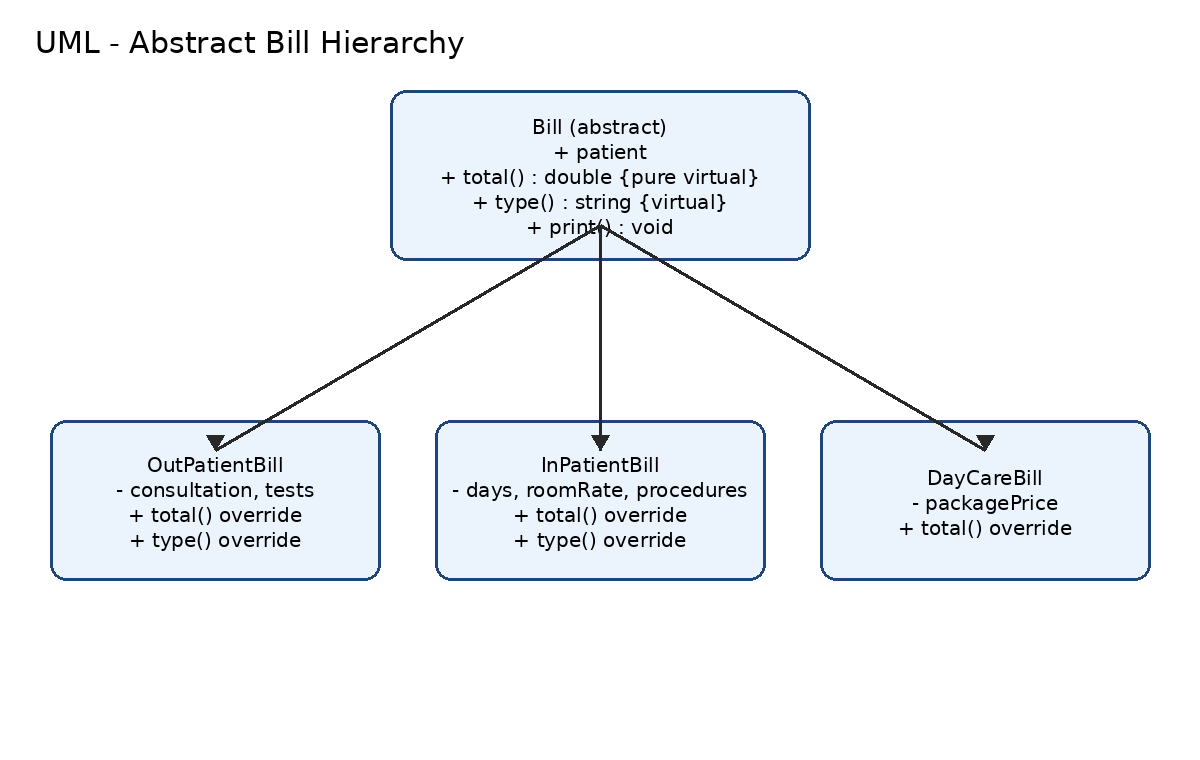 UML - Abstract Bill Hierarchy
Bill (abstract)
+ patient
+ total() : double {pure virtual}
+ type() : string {virtual}
+ print() : void
OutPatientBill
- consultation, tests
+ total() override
+ type() override
InPatientBill
- days, roomRate, procedures
+ total() override
+ type() override
DayCareBill
- packagePrice
+ total() override